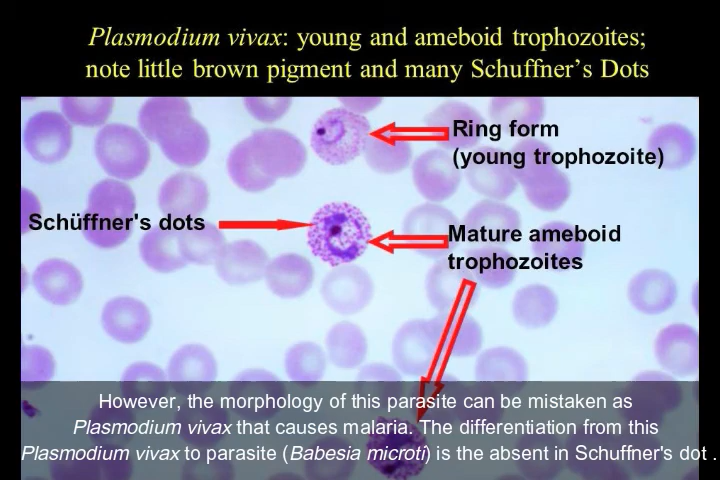 Plasmodium vivax: young and ameboid trophozoites;
note little brown pigment and many Schuffner's Dots
Ring form
(young trophozoite)
Schüffner's dots
Mature ameboid
trophozoites
However, the morphology of this parasite can be mistaken as
Plasmodium vivax that causes malaria. The differentiation from this
Plasmodium vivax to parasite (Babesia microti) is the absent in Schuffner's dot .